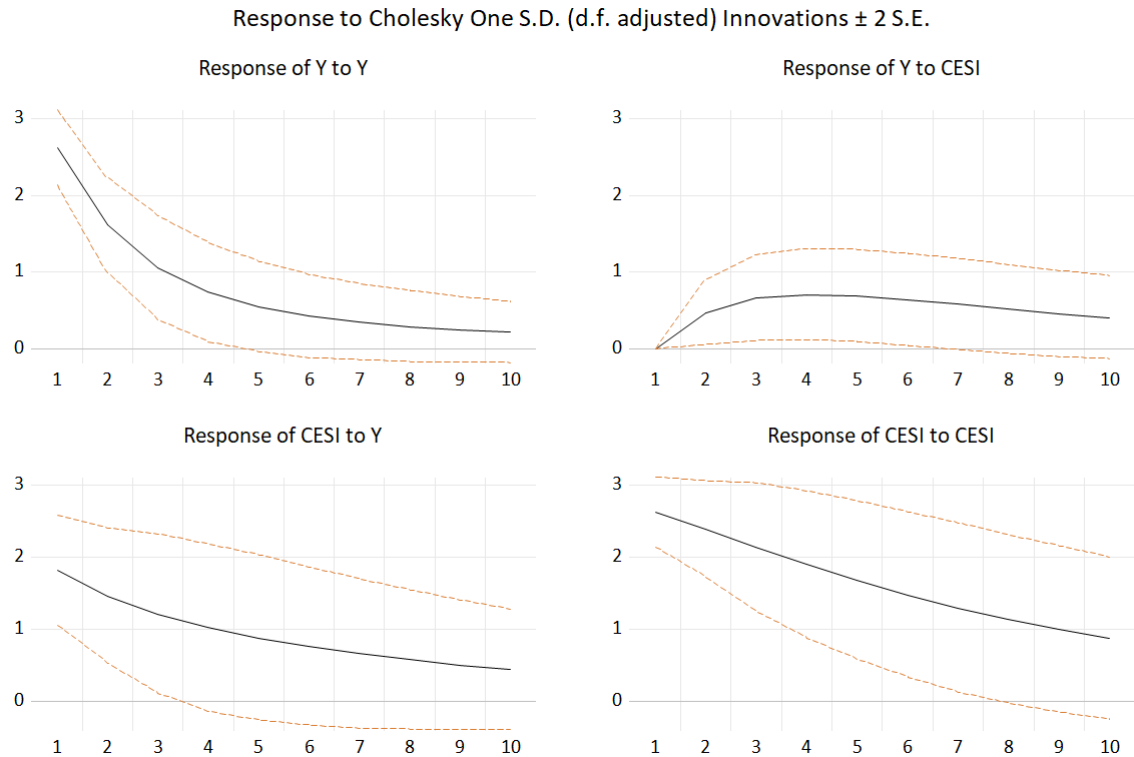 Response to Cholesky One S.D. (d.f. adjusted) Innovations ± 2 S.E.
Response of Y to Y
3
2
1
0
1 2 3 4 5 6 7 8 9 10
Response of Y to CESI
3
2
1
0
1 2 3 4 5 6 7 8 9 10
Response of CESI to Y
3
2
1
0
1 2 3 4 5 6 7 8 9 10
Response of CESI to CESI
3
2
1
0
1 2 3 4 5 6 7 8 9 10